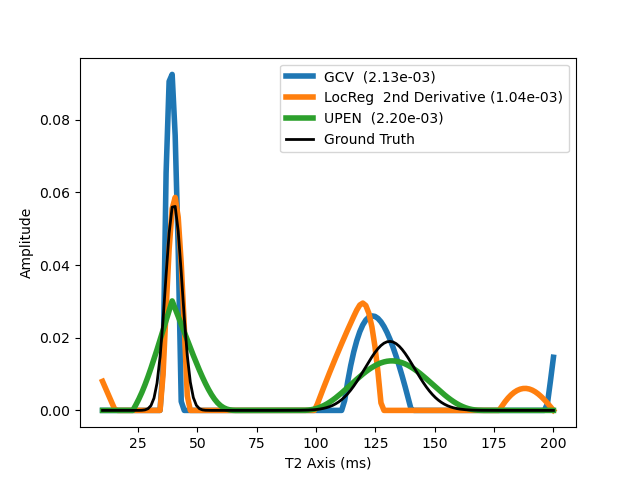 GCV (2.13e-03)
LocReg 2nd Derivative (1.04e-03)
UPEN (2.20e-03)
Ground Truth
Amplitude
0.08
0.06
0.04
0.02
0.00
25 50 75 100 125 150 175 200
T2 Axis (ms)